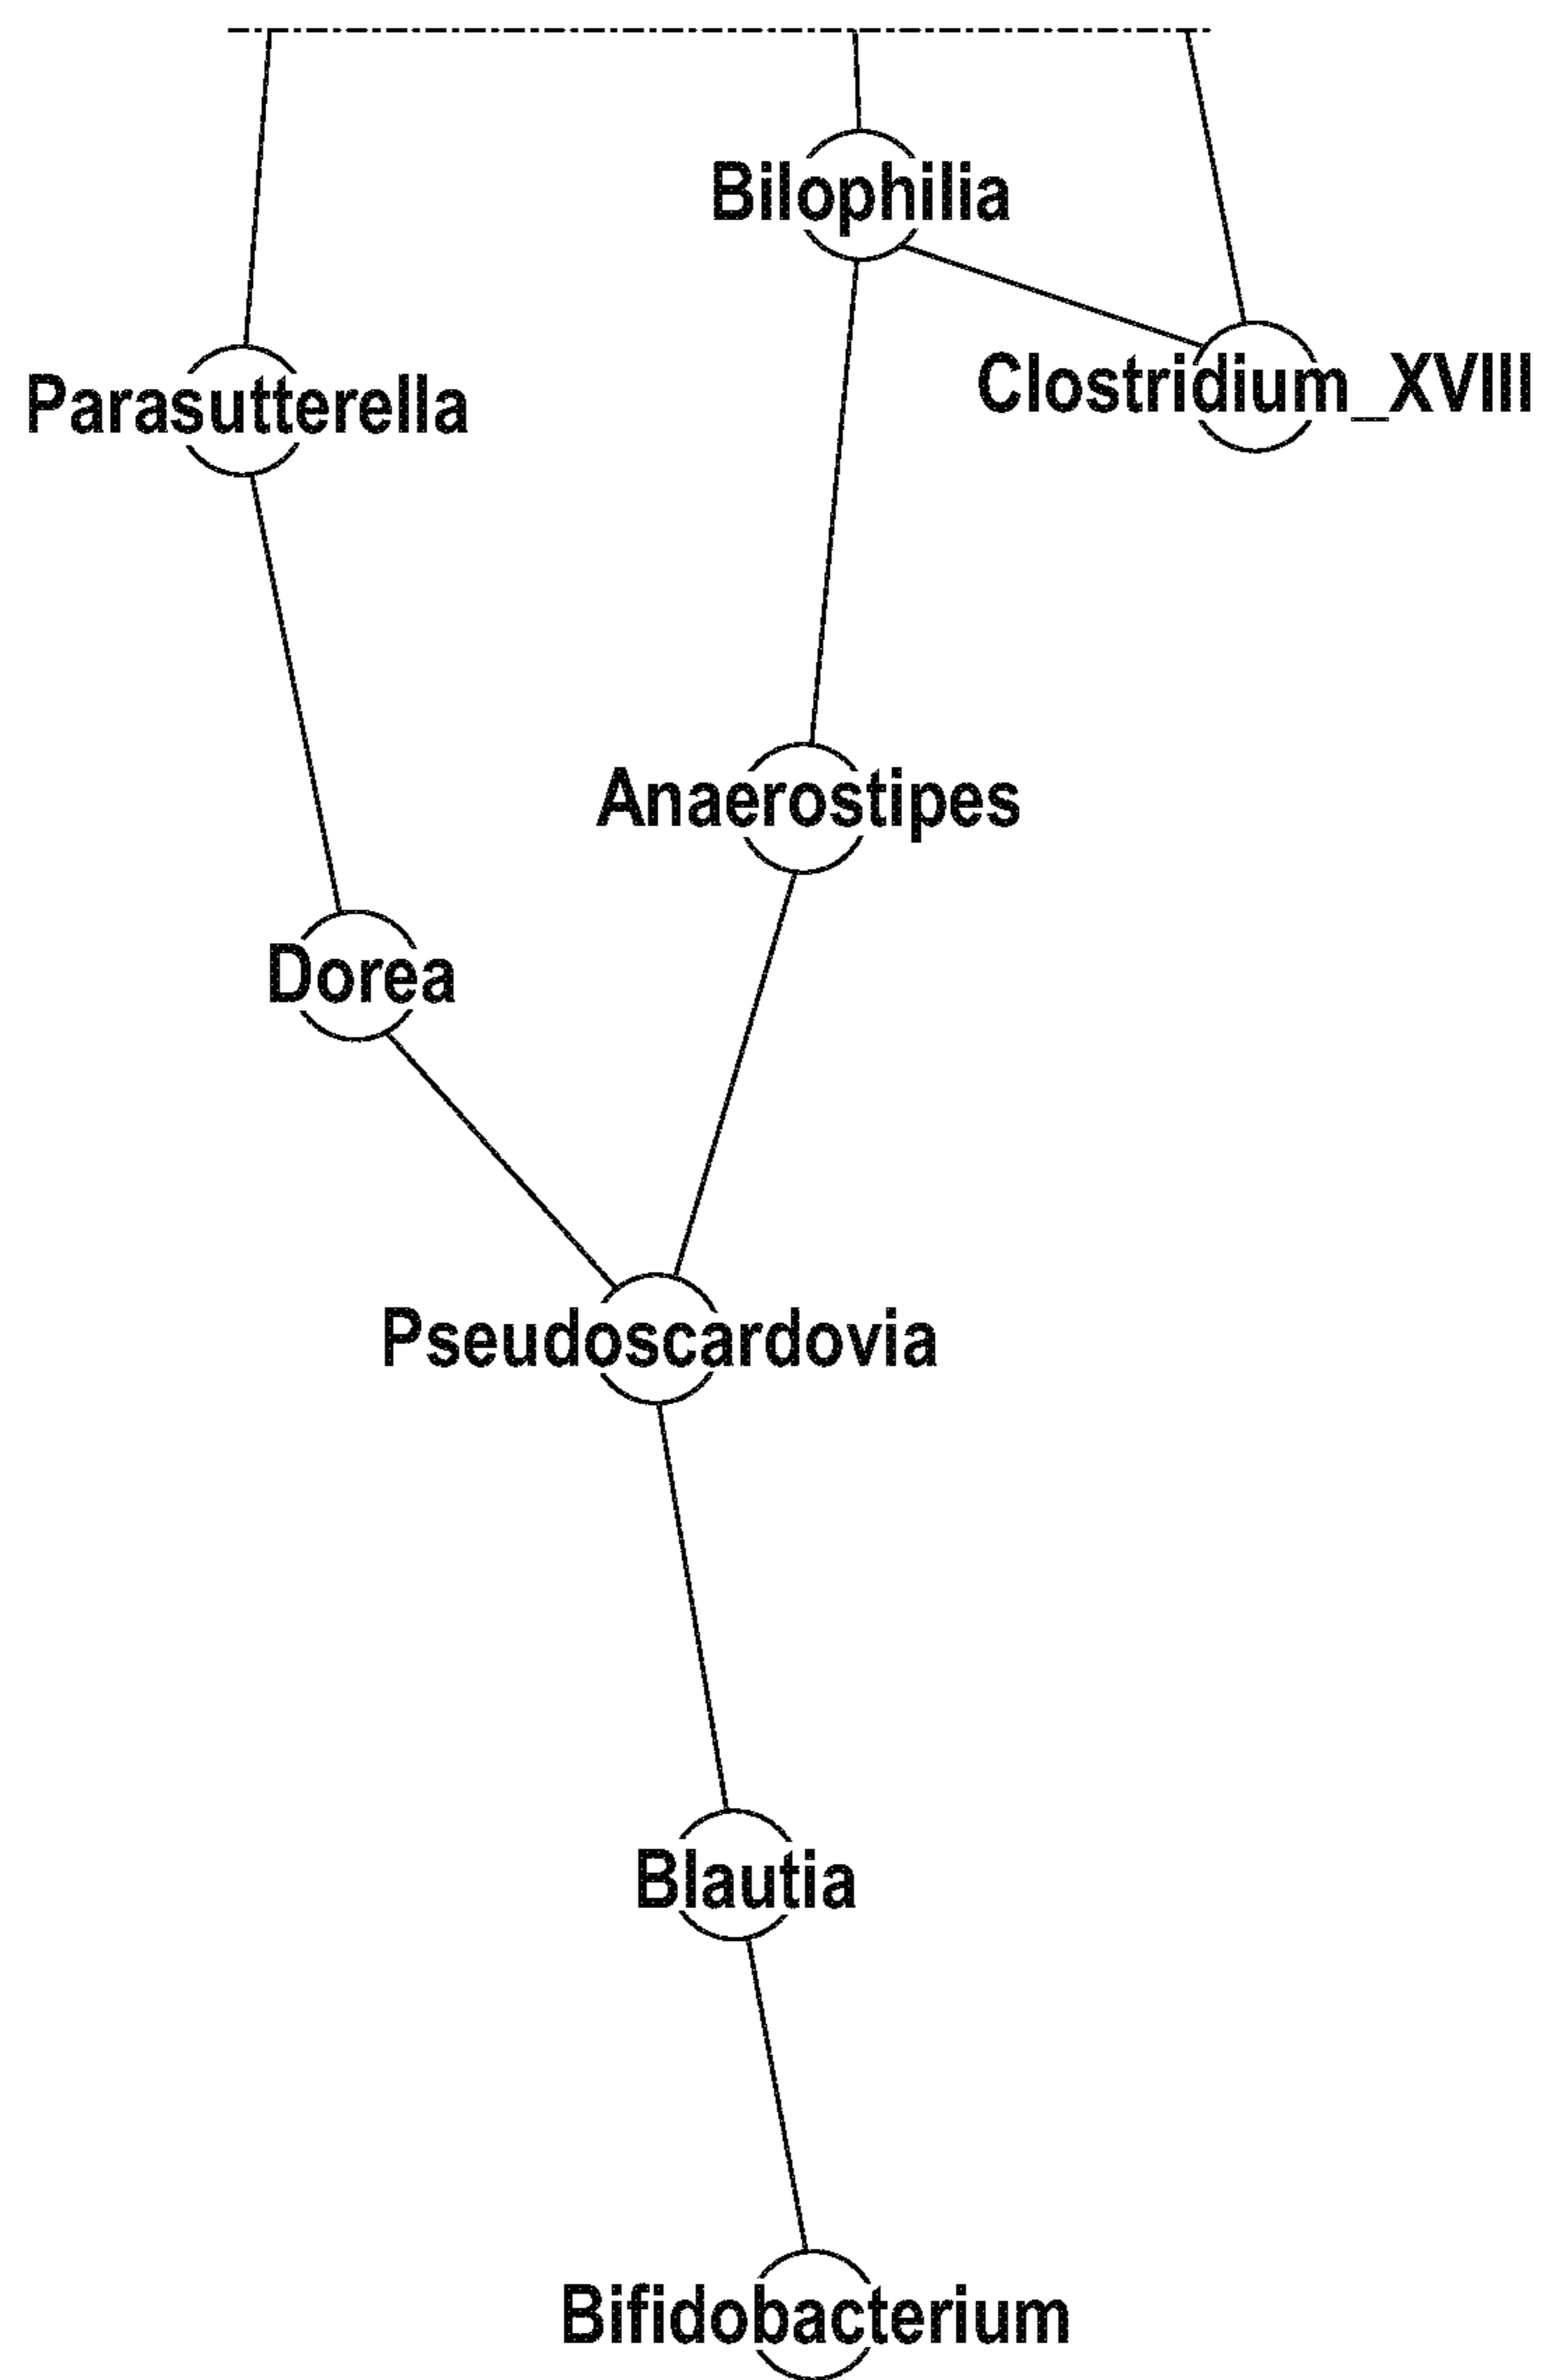 Bilophilia
Clostridium_XVIII
Parasutterella
Anaerostipes
Dorea
Pseudoscardovia
Blautia
Bifidobacterium